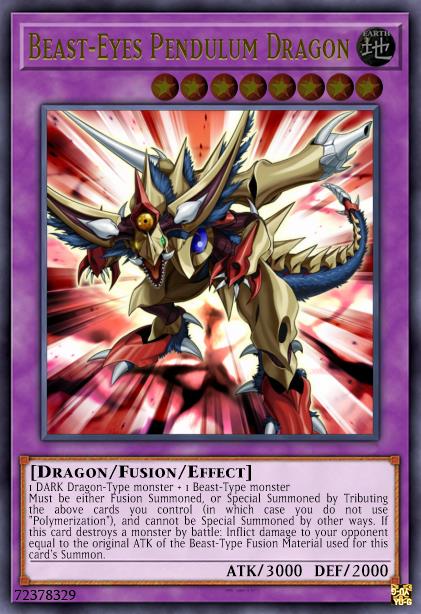 Beast-Eyes Pendulum Dragon
EARTH
地
[Dragon/Fusion/Effect]
1 DARK Dragon-Type monster + 1 Beast-Type monster
Must be either Fusion Summoned, or Special Summoned by Tributing
the above cards you control (in which case you do not use
"Polymerization"), and cannot be Special Summoned by other ways. If
this card destroys a monster by battle: Inflict damage to your opponent
equal to the original ATK of the Beast-Type Fusion Material used for this
card's Summon.
ATK/3000 DEF/2000
72378329